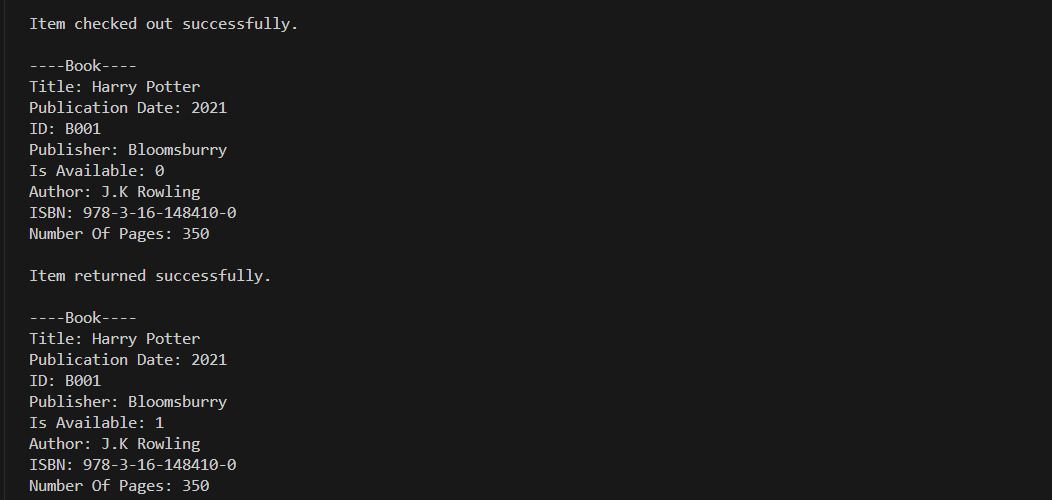 Item checked out successfully.
----Book----
Title: Harry Potter
Publication Date: 2021
ID: B001
Publisher: Bloomsburry
Is Available: 0
Author: J.K Rowling
ISBN: 978-3-16-148410-0
Number Of Pages: 350
Item returned successfully.
----Book----
Title: Harry Potter
Publication Date: 2021
ID: B001
Publisher: Bloomsburry
Is Available: 1
Author: J.K Rowling
ISBN: 978-3-16-148410-0
Number Of Pages: 350